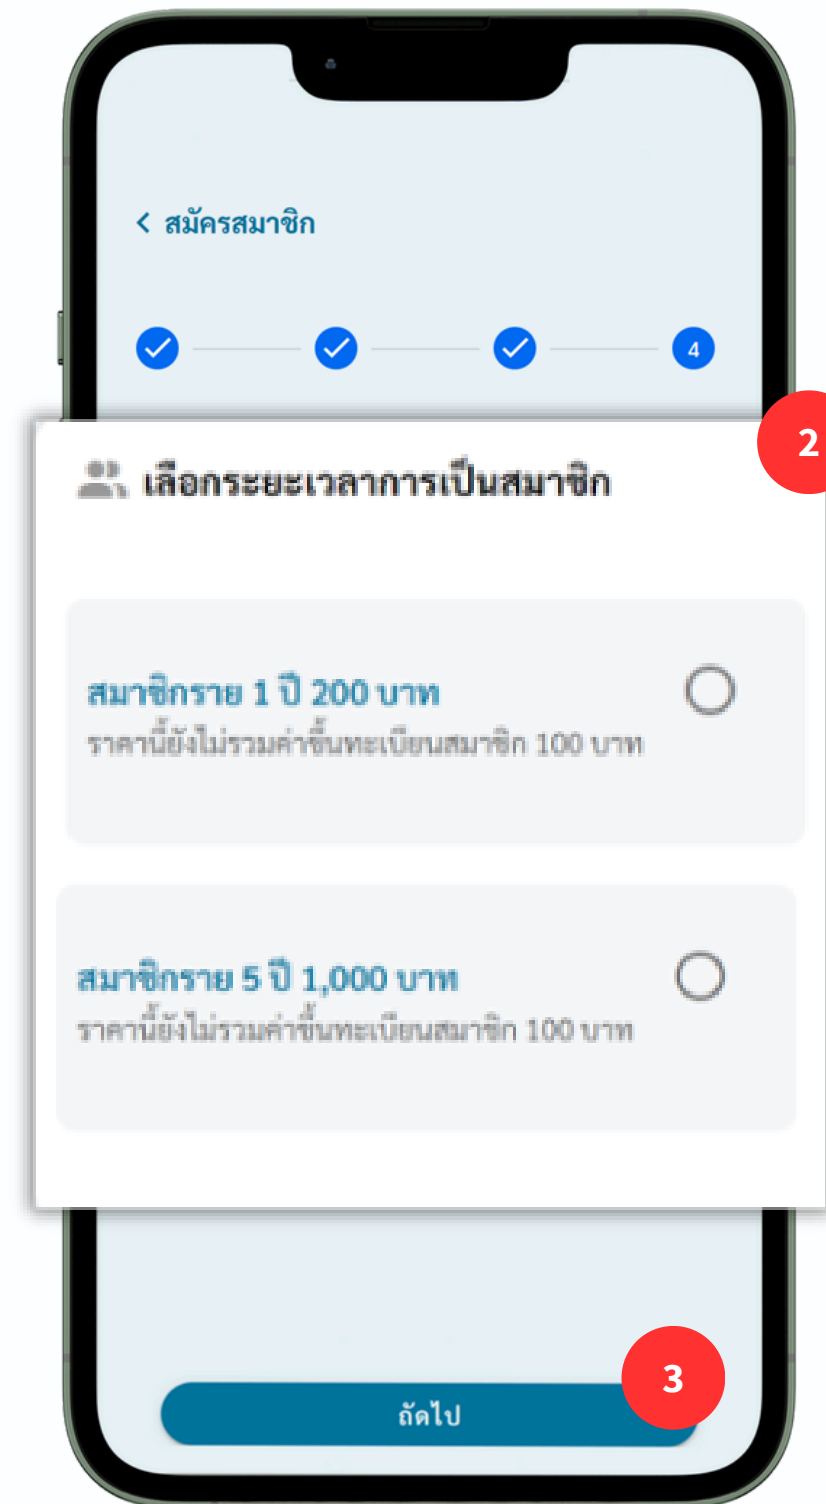 < สมัครสมาชิก
4
2
เลือกระยะเวลาการเป็นสมาชิก
สมาชิกราย 1 ปี 200 บาท
ราคานี้ยังไม่รวมค่าขึ้นทะเบียนสมาชิก 100 บาท
สมาชิกราย 5 ปี 1,000 บาท
ราคานี้ยังไม่รวมค่าขึ้นทะเบียนสมาชิก 100 บาท
3
ถัดไป